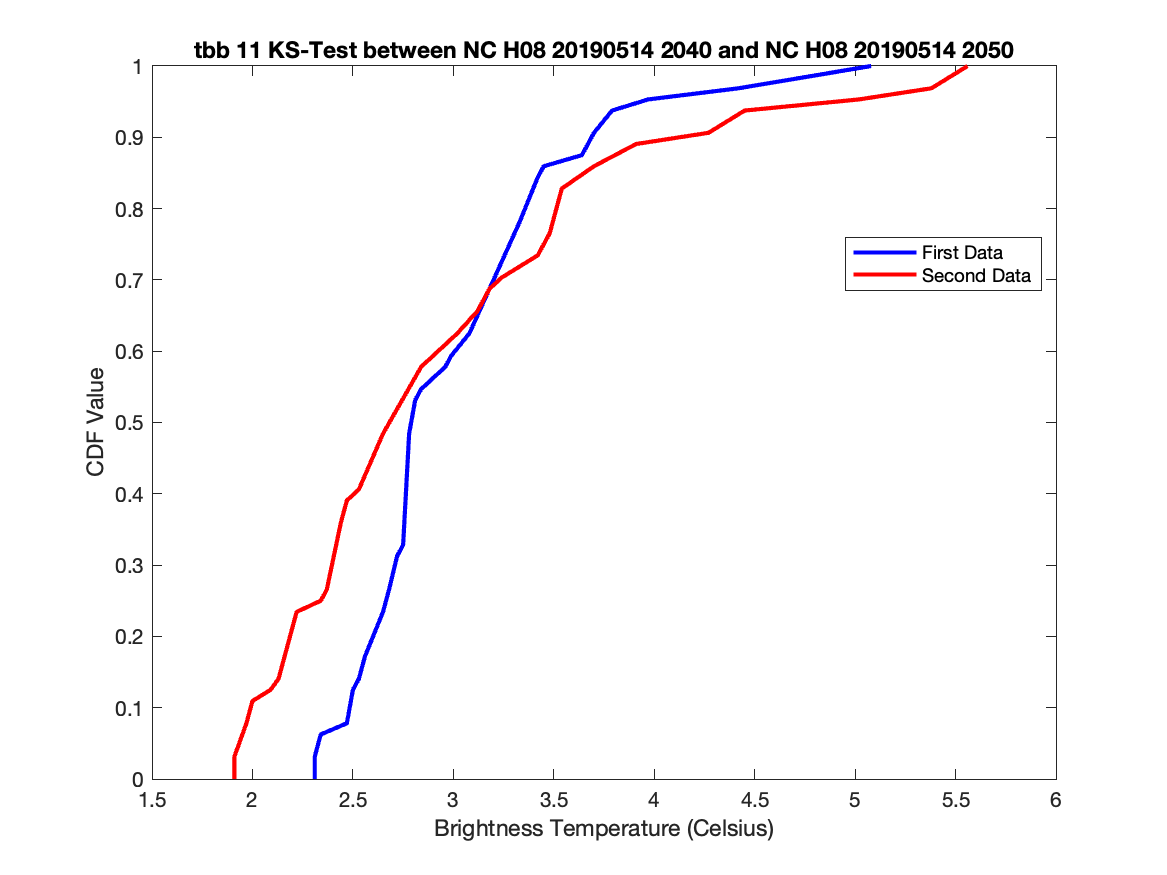 tbb 11 KS-Test between NC H08 20190514 2040 and NC H08 20190514 2050
1
0.9
0.8
0.7
0.6
0.5
0.4
0.3
0.2
0.1
0
CDF Value
First Data
Second Data
1.5 2 2.5 3 3.5 4 4.5 5 5.5 6
Brightness Temperature (Celsius)